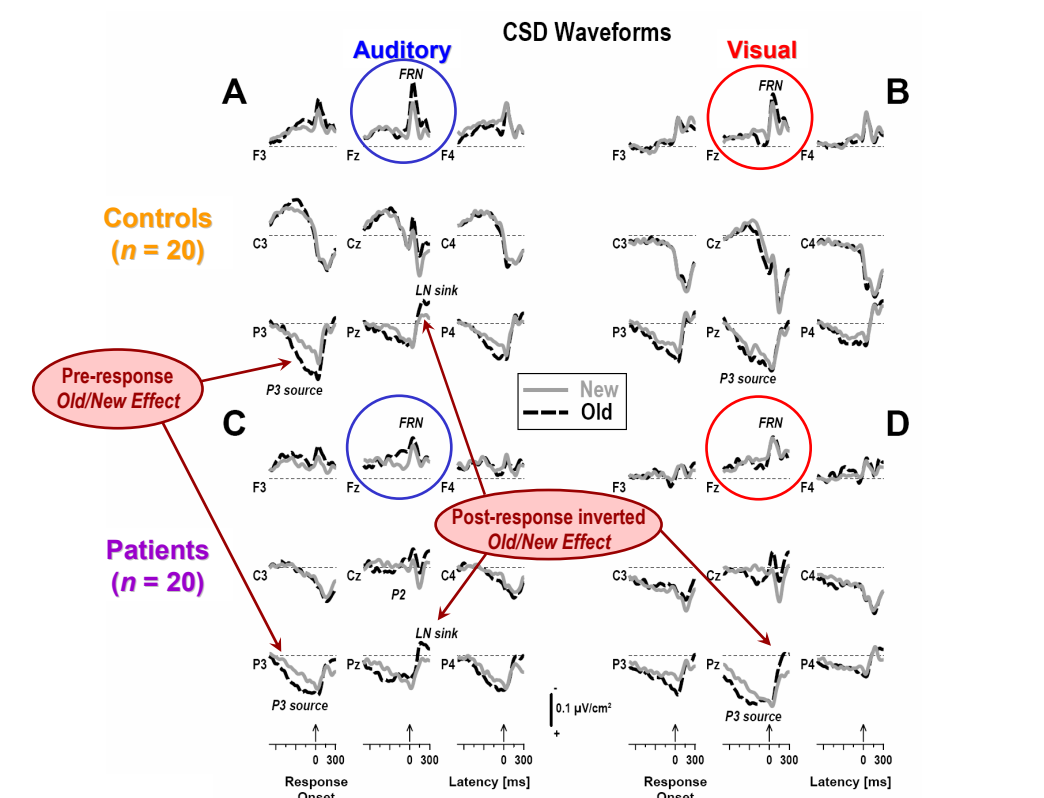 CSD Waveforms
Auditory
Visual
A
FRN
FRN
B
F3
Fz
F4
F3
Fz
F4
Controls
(n = 20)
C3
Cz
C4
C3
Cz
C4
LN sink
P3
Pz
P4
P3
Pz
P4
Pre-response
Old/New Effect
P3 source
P3 source
New
Old
C
FRN
FRN
D
F3
Fz
F4
F3
Fz
F4
Post-response inverted
Old/New Effect
Patients
(n = 20)
C3
Cz
C4
C3
Cz
C4
P2
LN sink
P3
Pz
P4
P3
Pz
P4
P3 source
P3 source
-
0.1 µV/cm²
+
0 300
0 300
0 300
0 300
0 300
0 300
Response
Onset
Latency [ms]
Response
Onset
Latency [ms]